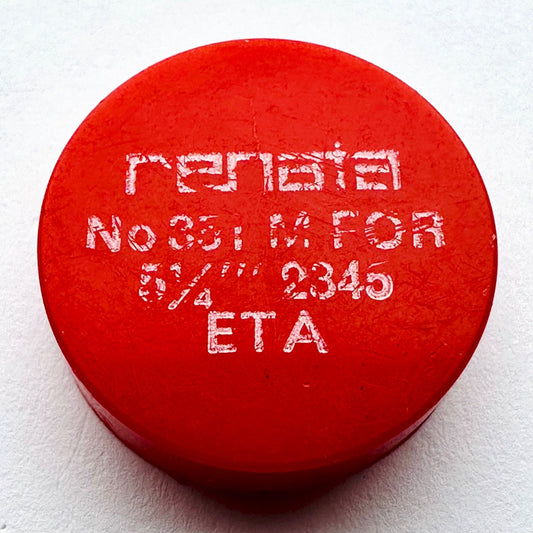 renata
No 351 M FOR
5¼''' 2345
ETA